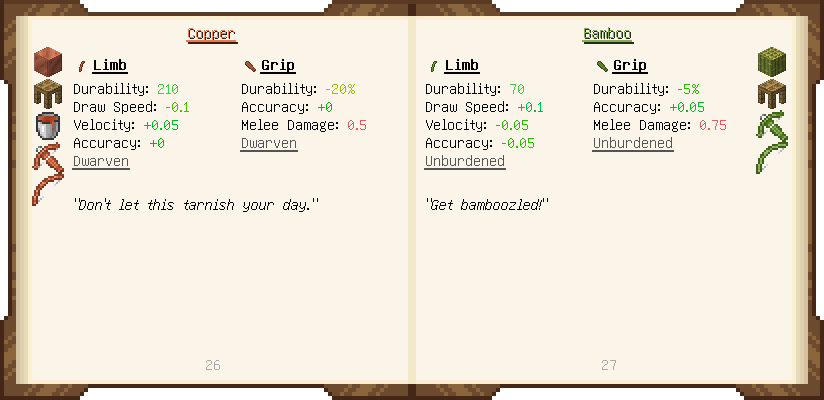 Copper
Limb
Durability: 210
Draw Speed: -0.1
Velocity: +0.05
Accuracy: +0
Dwarven
Grip
Durability: -20%
Accuracy: +0
Melee Damage: 0.5
Dwarven
"Don't let this tarnish your day."
26
Bamboo
Limb
Durability: 70
Draw Speed: +0.1
Velocity: -0.05
Accuracy: -0.05
Unburdened
Grip
Durability: -5%
Accuracy: +0.05
Melee Damage: 0.75
Unburdened
"Get bamboozled!"
27